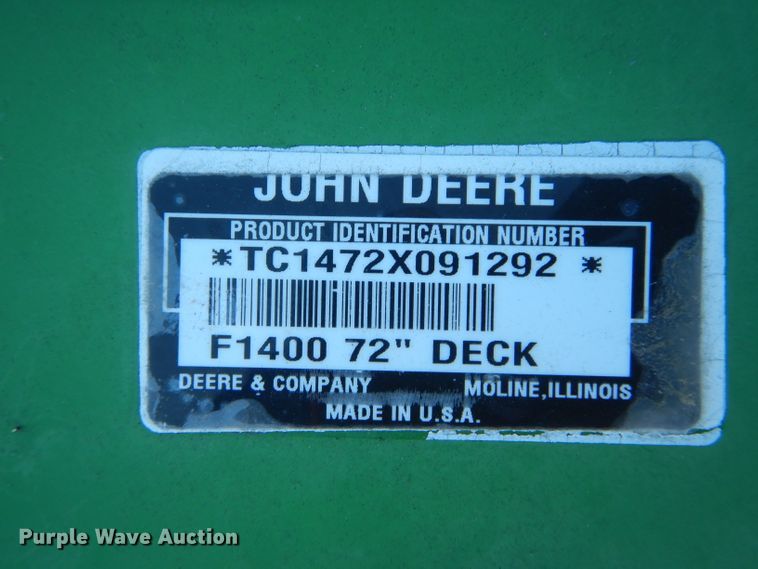 JOHN DEERE
PRODUCT IDENTIFICATION NUMBER
*TC1472X091292 *
F1400 72" DECK
DEERE & COMPANY MOLINE,ILLINOIS
MADE IN U.S.A.
Purple Wave Auction